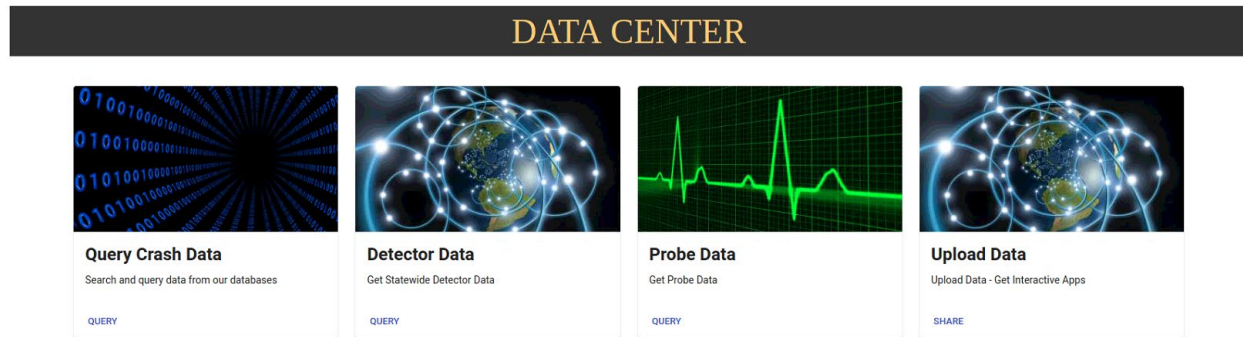 DATA CENTER
Query Crash Data
Search and query data from our databases
QUERY
Detector Data
Get Statewide Detector Data
QUERY
Probe Data
Get Probe Data
QUERY
Upload Data
Upload Data - Get Interactive Apps
SHARE